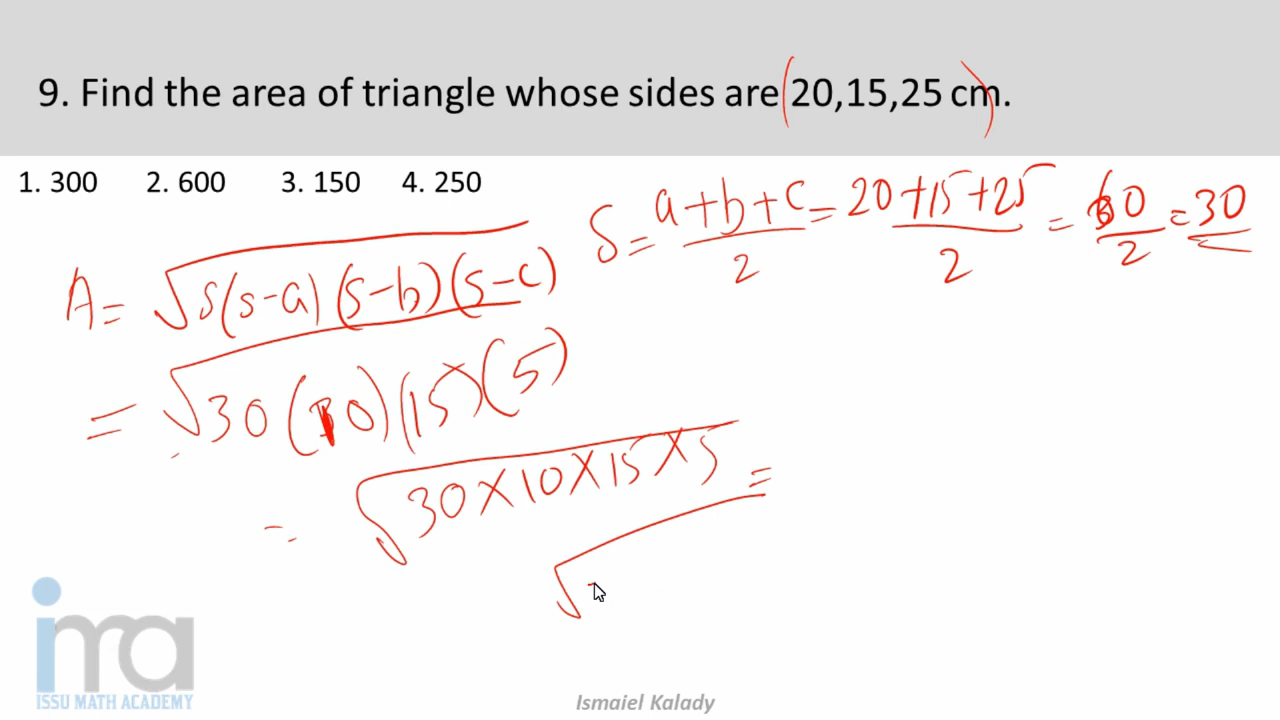 9. Find the area of triangle whose sides are (20,15,25 cm).
1. 300 2. 600 3. 150 4. 250
S = a+b+c/2 = 20+15+25/2 = 60/2 = 30
A = √s(s-a)(s-b)(s-c)
= √30(10)(15)(5)
= √30×10×15×5 =
√
ima
ISSU MATH ACADEMY
Ismaiel Kalady